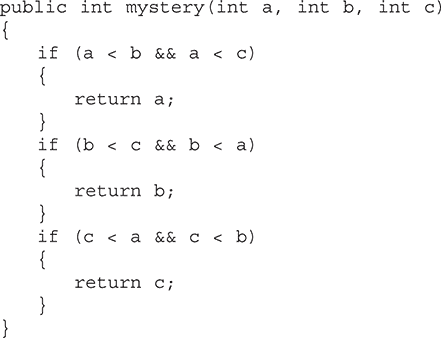 public int mystery(int a, int b, int c)
{
   if (a < b && a < c)
   {
      return a;
   }
   if (b < c && b < a)
   {
      return b;
   }
   if (c < a && c < b)
   {
      return c;
   }
}